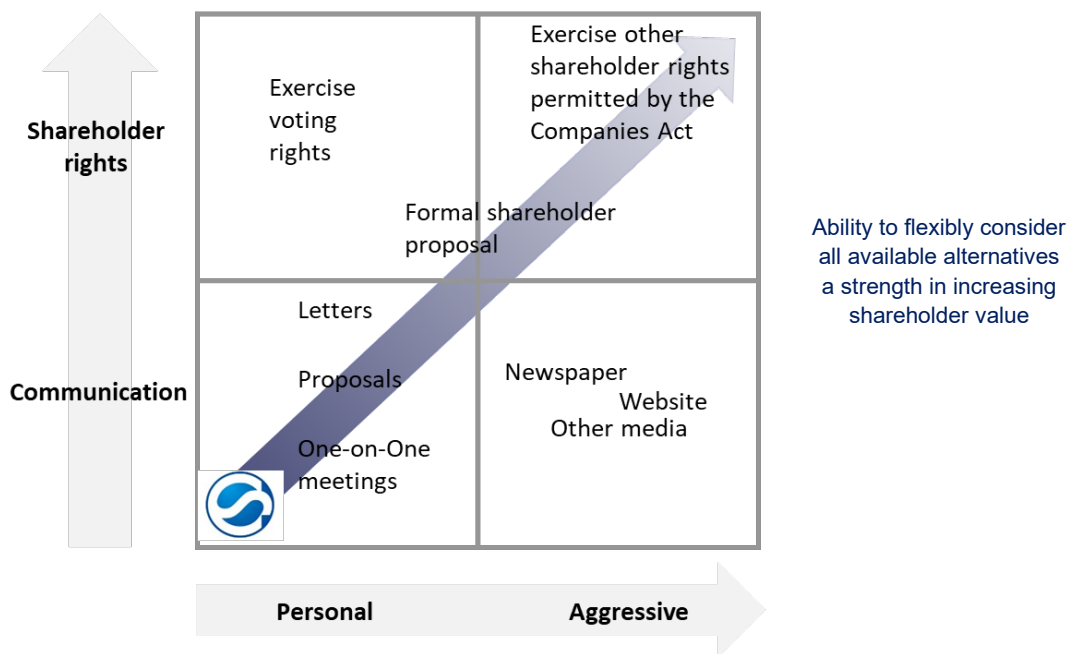 Exercise other
shareholder rights
permitted by the
Companies Act
Exercise
voting
rights
Shareholder
rights
Formal shareholder
proposal
Ability to flexibly consider
all available alternatives
a strength in increasing
shareholder value
Letters
Proposals
One-on-One
meetings
Communication
Newspaper
Website
Other media
Personal
Aggressive